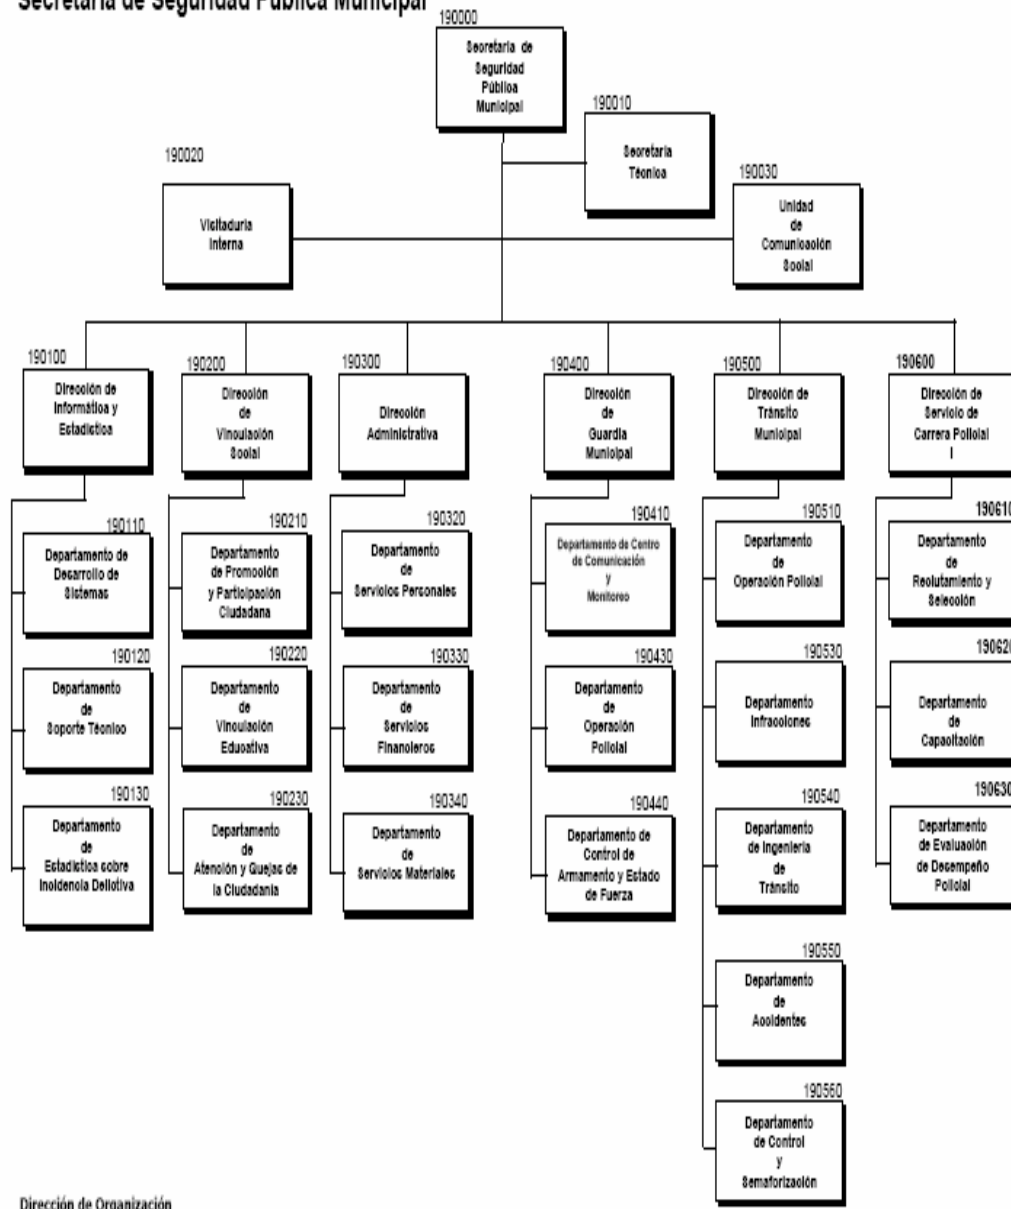 Secretaría de Seguridad Pública Municipal
190000
Secretaría de
Seguridad
Pública
Municipal
190010
Secretaría
Técnica
190020
Visitaduría
Interna
190030
Unidad
de
Comunicación
Social
190100
Dirección de
Informática y
Estadística
190200
Dirección
de
Vinculación
Social
190300
Dirección
Administrativa
190400
Dirección
de
Guardia
Municipal
190500
Dirección de
Tránsito
Municipal
190600
Dirección de
Servicio de
Carrera Policial
l
190110
Departamento de
Desarrollo de
Sistemas
190120
Departamento
de
Soporte Técnico
190130
Departamento
de
Estadística sobre
Incidencia Delictiva
190210
Departamento
de Promoción
y Participación
Ciudadana
190220
Departamento
de
Vinculación
Educativa
190230
Departamento
de
Atención y Quejas de
la Ciudadanía
190320
Departamento
de
Servicios Personales
190330
Departamento
de
Servicios
Financieros
190340
Departamento
de
Servicios Materiales
190410
Departamento de Centro
de Comunicación
y
Monitoreo
190430
Departamento
de
Operación
Policial
190440
Departamento de
Control de
Armamento y Estado
de Fuerza
190510
Departamento
de
Operación Policial
190530
Departamento
Infracciones
190540
Departamento
de Ingeniería
de
Tránsito
190550
Departamento
de
Accidentes
190560
Departamento
de Control
y
Semaforización
190610
Departamento
de
Reclutamiento y
Selección
190620
Departamento
de
Capacitación
190630
Departamento
de Evaluación
de Desempeño
Policial
Dirección de Organización